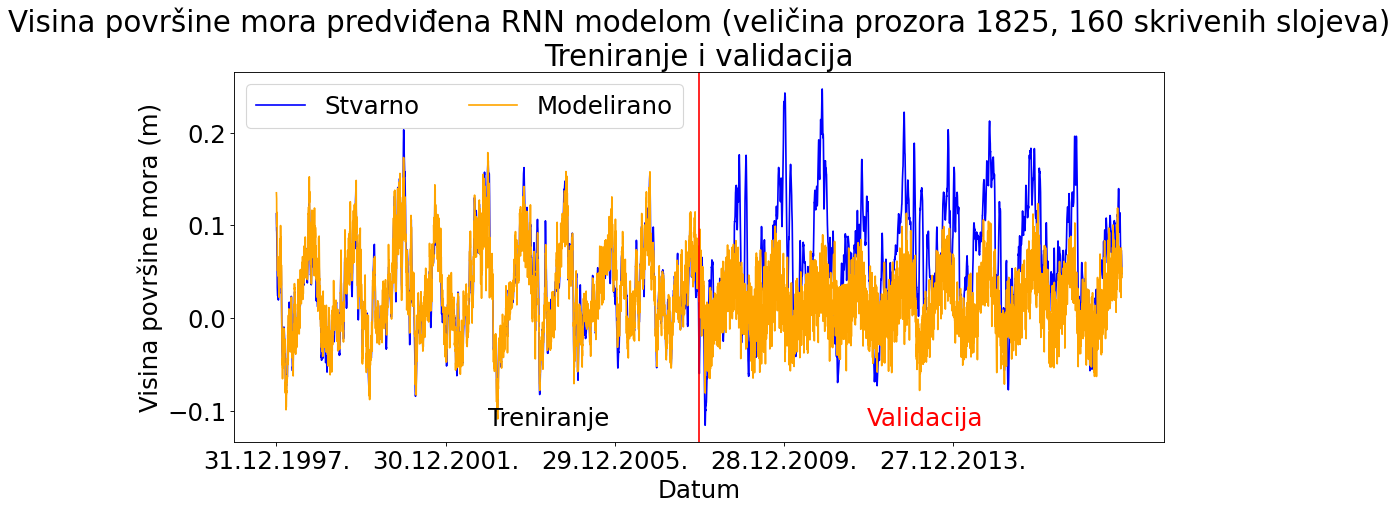 Visina površine mora predviđena RNN modelom (veličina prozora 1825, 160 skrivenih slojeva)
Treniranje i validacija
Stvarno
Modelirano
Visina površine mora (m)
0.2
0.1
0.0
−0.1
Treniranje
Validacija
31.12.1997.
30.12.2001.
29.12.2005.
28.12.2009.
27.12.2013.
Datum